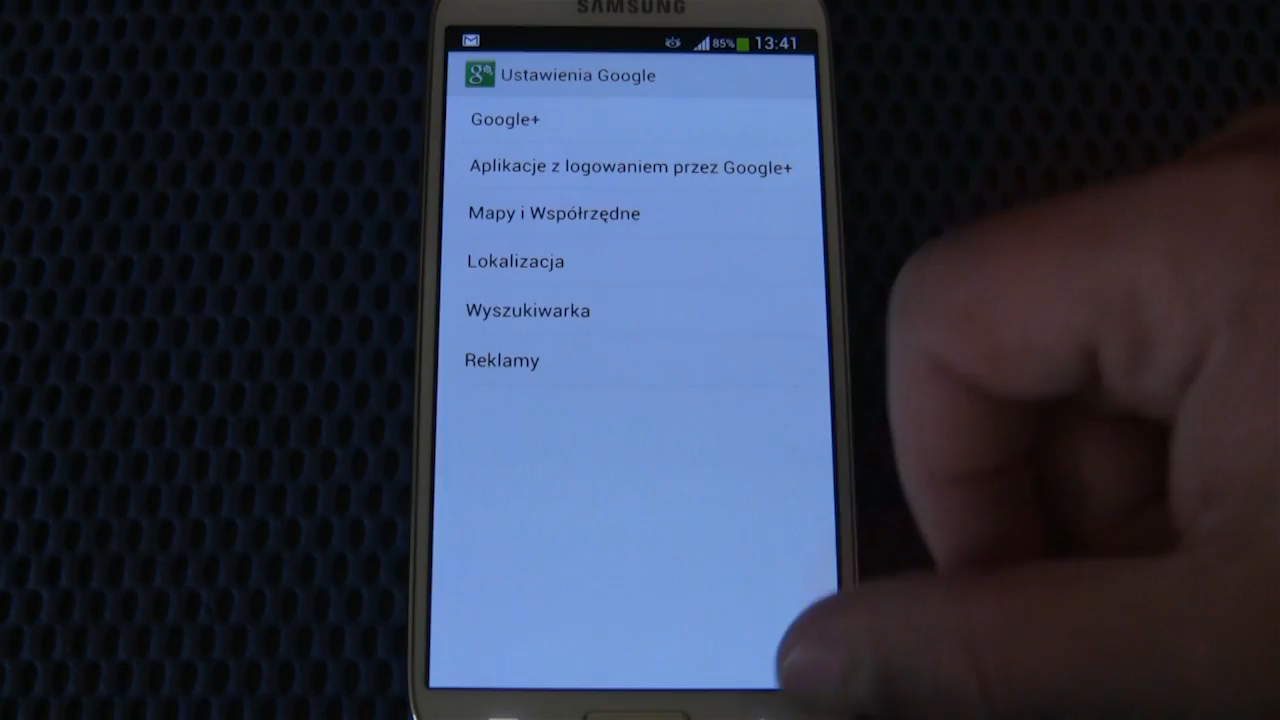 SAMSUNG
85% 13:41
Ustawienia Google
Google+
Aplikacje z logowaniem przez Google+
Mapy i Współrzędne
Lokalizacja
Wyszukiwarka
Reklamy